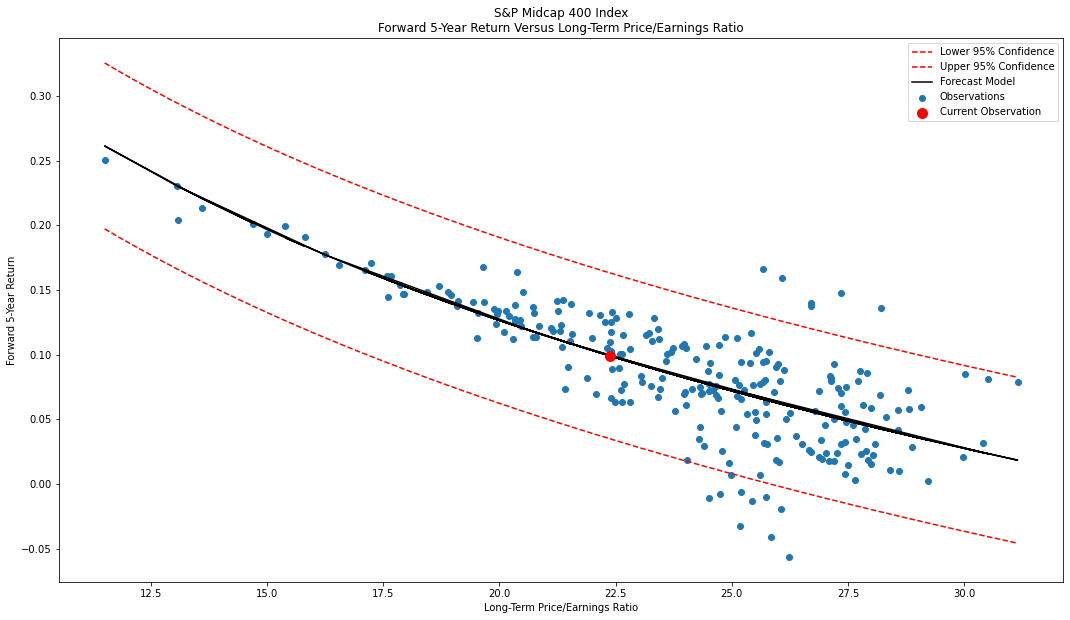 S&P Midcap 400 Index
Forward 5-Year Return Versus Long-Term Price/Earnings Ratio
Lower 95% Confidence
Upper 95% Confidence
Forecast Model
Observations
Current Observation
Forward 5-Year Return
0.30
0.25
0.20
0.15
0.10
0.05
0.00
−0.05
12.5 15.0 17.5 20.0 22.5 25.0 27.5 30.0
Long-Term Price/Earnings Ratio